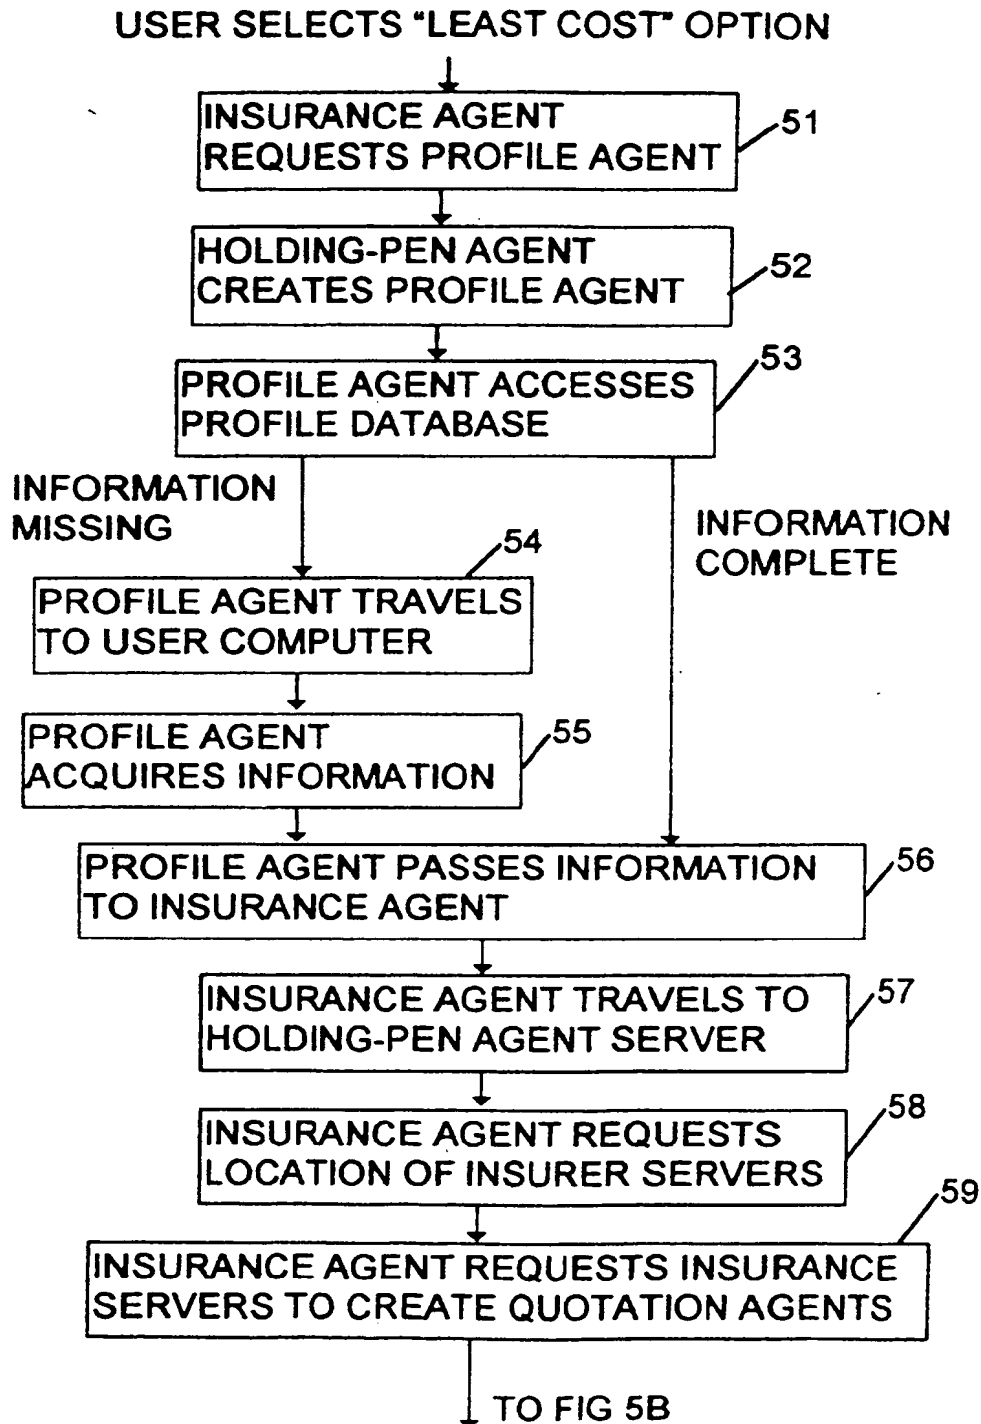 USER SELECTS "LEAST COST" OPTION
INSURANCE AGENT
REQUESTS PROFILE AGENT
51
HOLDING-PEN AGENT
CREATES PROFILE AGENT
52
PROFILE AGENT ACCESSES
PROFILE DATABASE
53
INFORMATION
MISSING
INFORMATION
COMPLETE
54
PROFILE AGENT TRAVELS
TO USER COMPUTER
PROFILE AGENT
ACQUIRES INFORMATION
55
PROFILE AGENT PASSES INFORMATION
TO INSURANCE AGENT
56
INSURANCE AGENT TRAVELS TO
HOLDING-PEN AGENT SERVER
57
INSURANCE AGENT REQUESTS
LOCATION OF INSURER SERVERS
58
INSURANCE AGENT REQUESTS INSURANCE
SERVERS TO CREATE QUOTATION AGENTS
59
TO FIG 5B